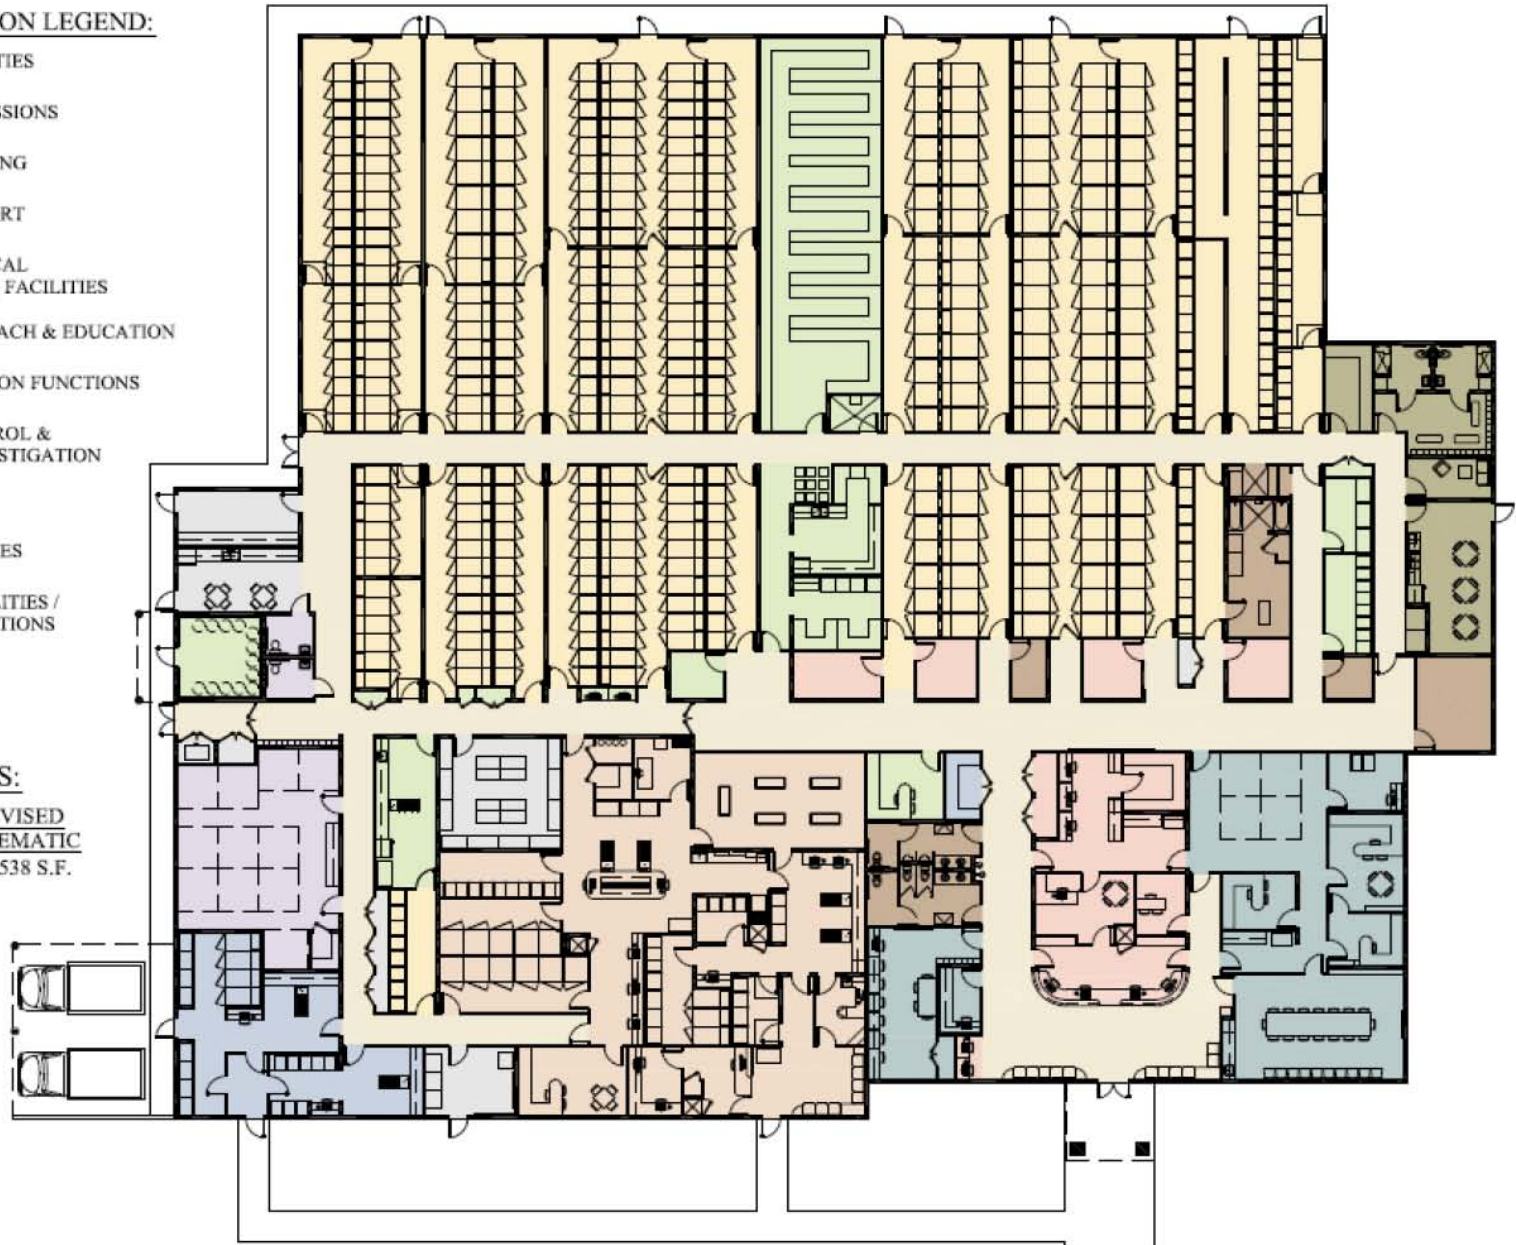 ON LEGEND:
TIES
SSIONS
NG
RT
CAL
FACILITIES
ACH & EDUCATION
ON FUNCTIONS
ROL &
STIGATION
ES
LITIES /
TIONS
S:
VISED
EMATIC
538 S.F.